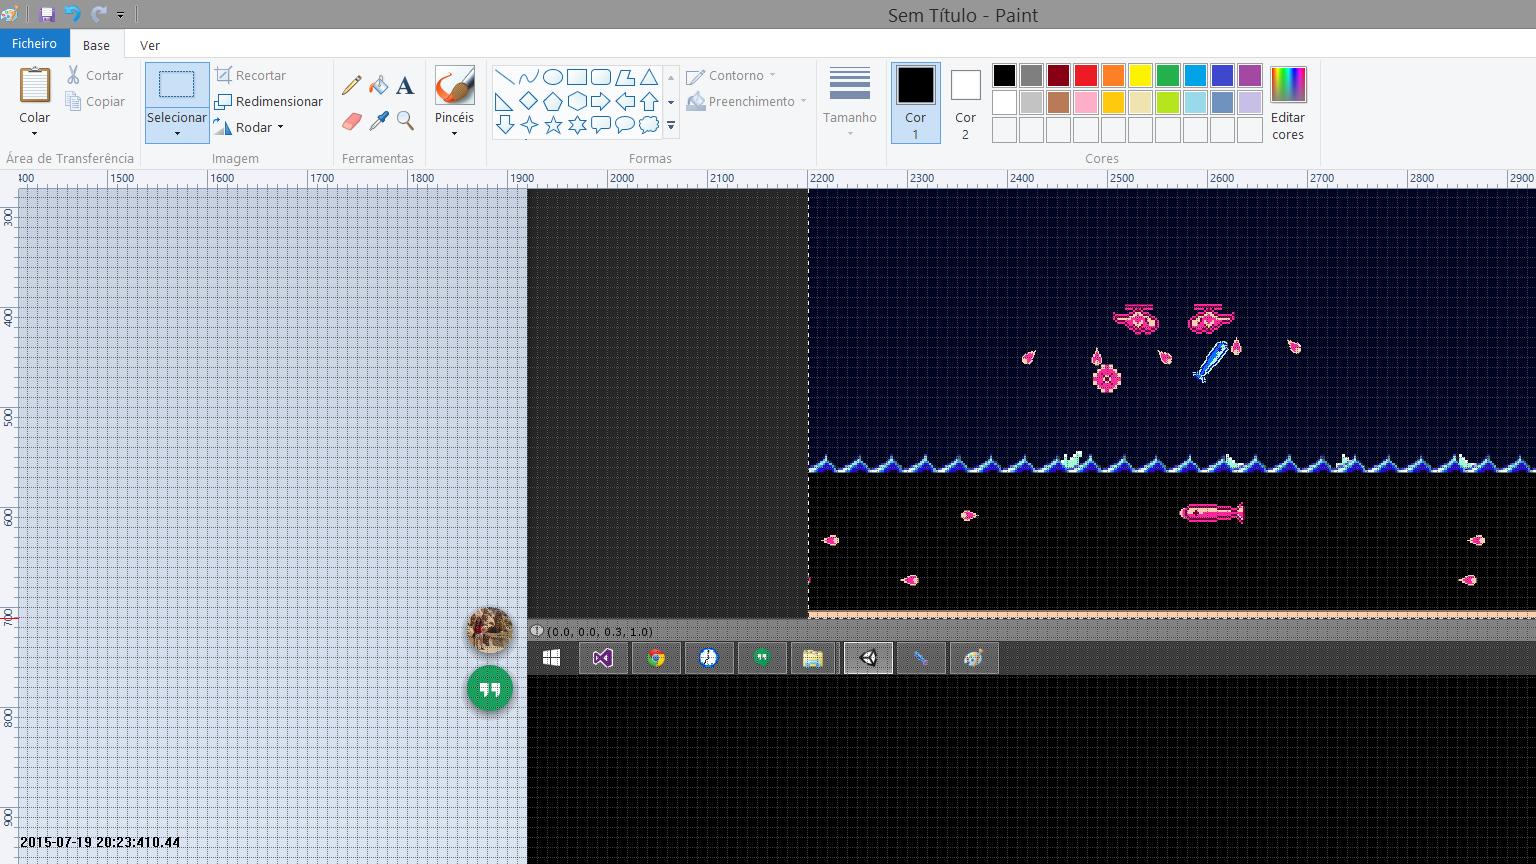 Sem Título - Paint
Ficheiro Base Ver
Cortar
Copiar
Colar
Área de Transferência
Selecionar
Recortar
Redimensionar
Rodar
Imagem
Ferramentas
Pincéis
Contorno
Preenchimento
Formas
Tamanho
Cor 1
Cor 2
Editar cores
Cores
400 1500 1600 1700 1800 1900 2000 2100 2200 2300 2400 2500 2600 2700 2800 2900
300
400
500
600
700
800
900
(0.0, 0.0, 0.3, 1.0)
2015-07-19 20:23:410.44